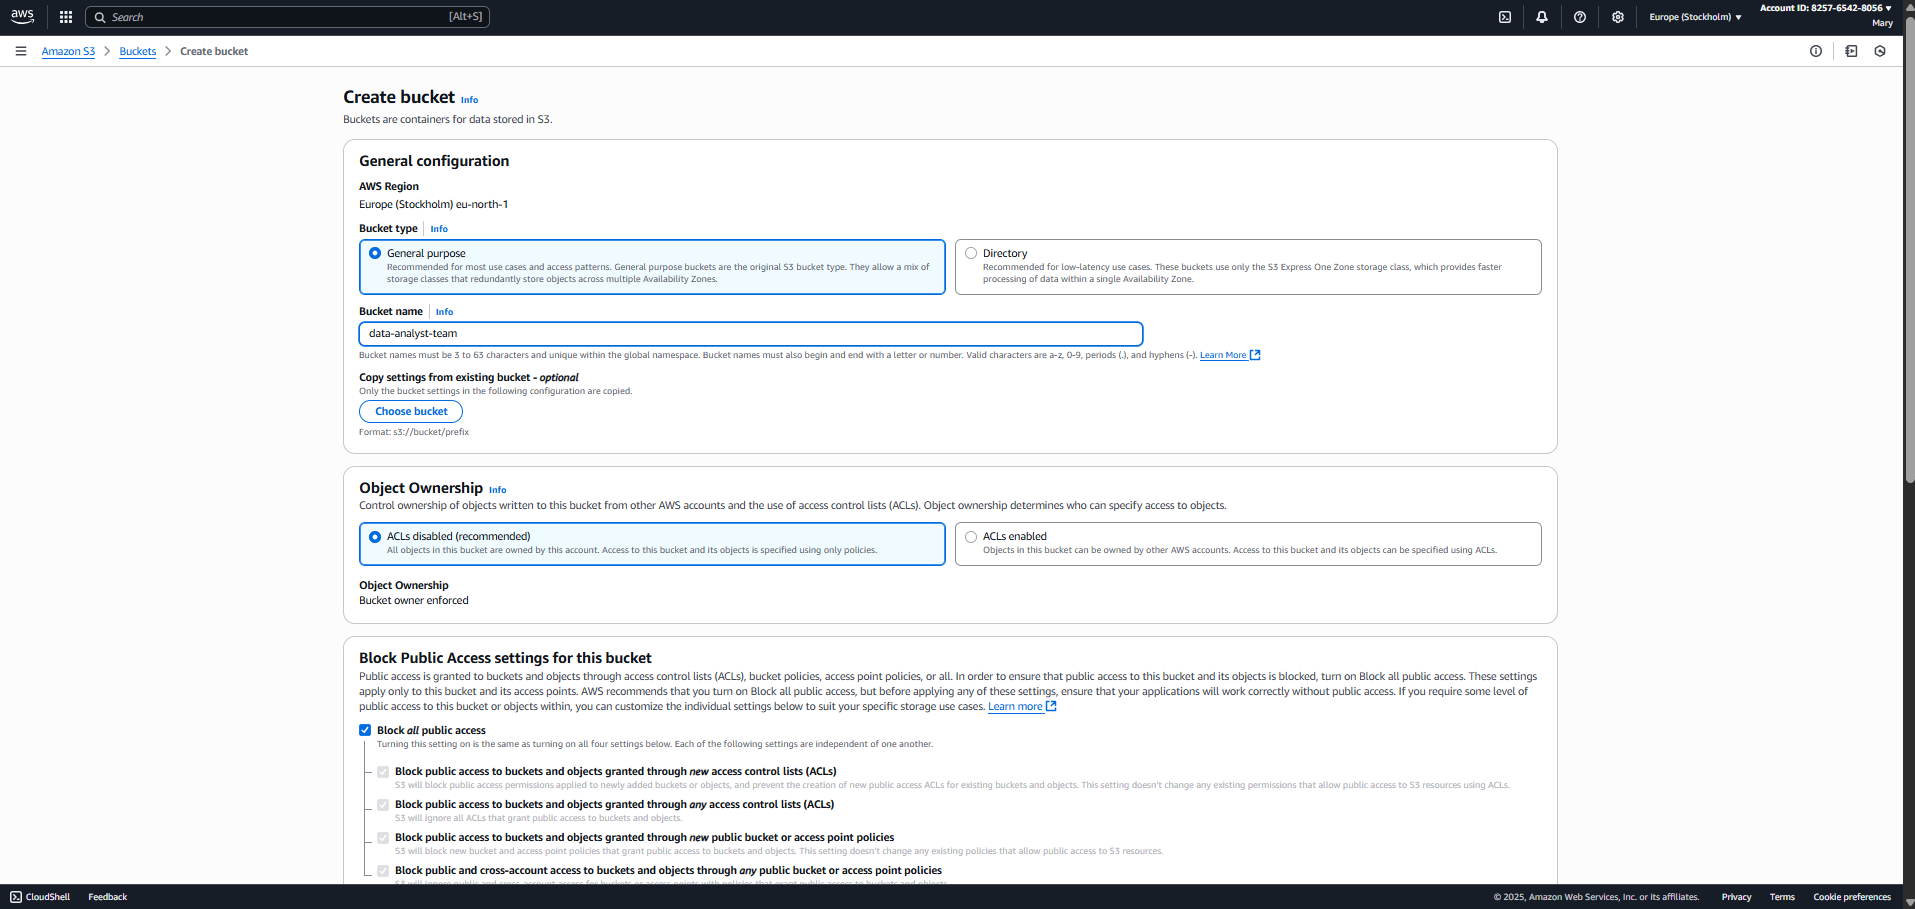 aws
Search [Alt+S]
Europe (Stockholm)
Account ID: 8257-6542-8056
Mary
Amazon S3 > Buckets > Create bucket
Create bucket Info
Buckets are containers for data stored in S3.
General configuration
AWS Region
Europe (Stockholm) eu-north-1
Bucket type Info
General purpose
Recommended for most use cases and access patterns. General purpose buckets are the original S3 bucket type. They allow a mix of
storage classes that redundantly store objects across multiple Availability Zones.
Directory
Recommended for low-latency use cases. These buckets use only the S3 Express One Zone storage class, which provides faster
processing of data within a single Availability Zone.
Bucket name Info
data-analyst-team
Bucket names must be 3 to 63 characters and unique within the global namespace. Bucket names must also begin and end with a letter or number. Valid characters are a-z, 0-9, periods (.), and hyphens (-). Learn More
Copy settings from existing bucket - optional
Only the bucket settings in the following configuration are copied.
Choose bucket
Format: s3://bucket/prefix
Object Ownership Info
Control ownership of objects written to this bucket from other AWS accounts and the use of access control lists (ACLs). Object ownership determines who can specify access to objects.
ACLs disabled (recommended)
All objects in this bucket are owned by this account. Access to this bucket and its objects is specified using only policies.
ACLs enabled
Objects in this bucket can be owned by other AWS accounts. Access to this bucket and its objects can be specified using ACLs.
Object Ownership
Bucket owner enforced
Block Public Access settings for this bucket
Public access is granted to buckets and objects through access control lists (ACLs), bucket policies, access point policies, or all. In order to ensure that public access to this bucket and its objects is blocked, turn on Block all public access. These settings
apply only to this bucket and its access points. AWS recommends that you turn on Block all public access, but before applying any of these settings, ensure that your applications will work correctly without public access. If you require some level of
public access to this bucket or objects within, you can customize the individual settings below to suit your specific storage use cases. Learn more
Block all public access
Turning this setting on is the same as turning on all four settings below. Each of the following settings are independent of one another.
Block public access to buckets and objects granted through new access control lists (ACLs)
S3 will block public access permissions applied to newly added buckets or objects, and prevent the creation of new public access ACLs for existing buckets and objects. This setting doesn't change any existing permissions that allow public access to S3 resources using ACLs.
Block public access to buckets and objects granted through any access control lists (ACLs)
S3 will ignore all ACLs that grant public access to buckets and objects.
Block public access to buckets and objects granted through new public bucket or access point policies
S3 will block new bucket and access point policies that grant public access to buckets and objects. This setting doesn't change any existing policies that allow public access to S3 resources.
Block public and cross-account access to buckets and objects through any public bucket or access point policies
S3 will ignore public and cross-account access for buckets or access points with policies that grant public access to buckets and objects.
CloudShell Feedback
© 2025, Amazon Web Services, Inc. or its affiliates. Privacy Terms Cookie preferences